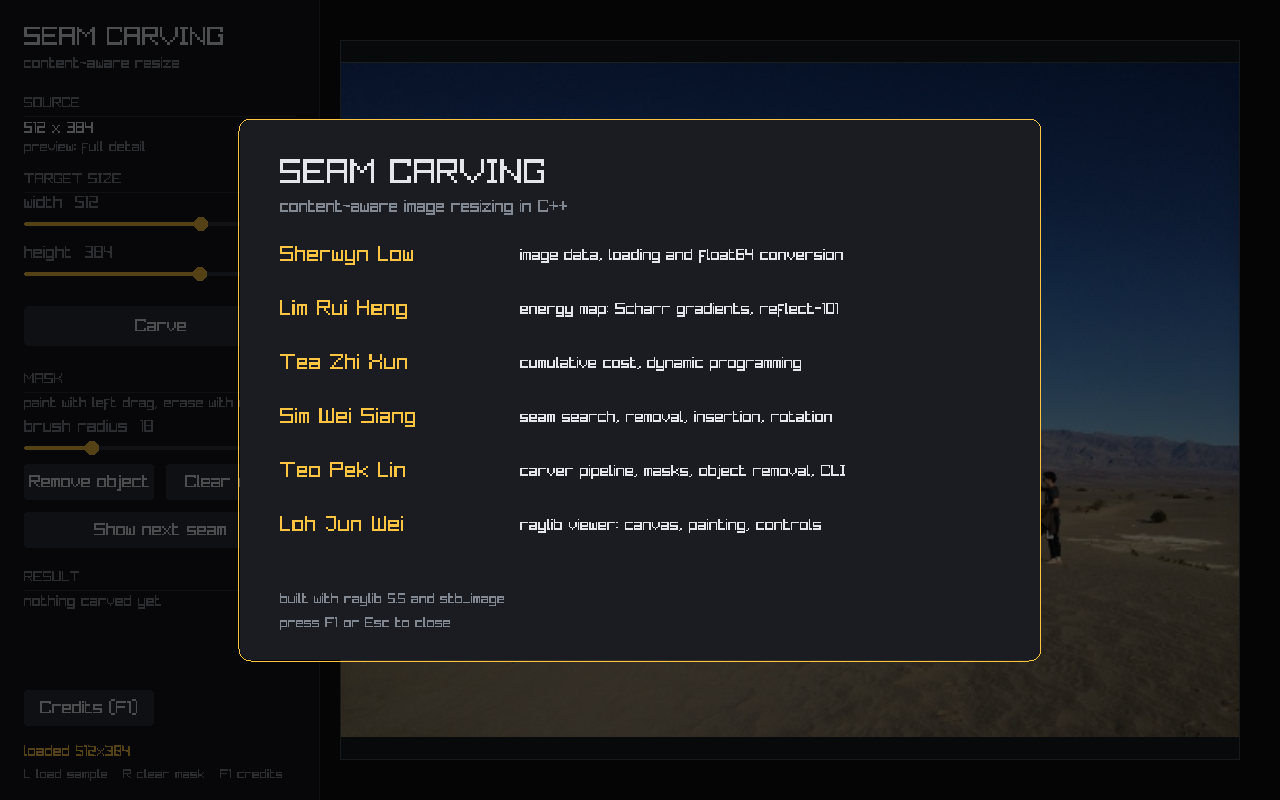 SEAM CARVING
content-aware resize
SOURCE
512 x 384
preview: full detail
TARGET SIZE
width 512
height 384
Carve
MASK
paint with left drag, erase with
brush radius 18
Remove object
Clear
Show next seam
RESULT
nothing carved yet
Credits (F1)
loaded 512x384
L load sample R clear mask F1 credits
SEAM CARVING
content-aware image resizing in C++
Sherwyn Low image data, loading and float64 conversion
Lim Rui Heng energy map: Scharr gradients, reflect-101
Tea Zhi Xun cumulative cost, dynamic programming
Sim Wei Siang seam search, removal, insertion, rotation
Teo Pek Lin carver pipeline, masks, object removal, CLI
Loh Jun Wei raylib viewer: canvas, painting, controls
built with raylib 5.5 and stb_image
press F1 or Esc to close